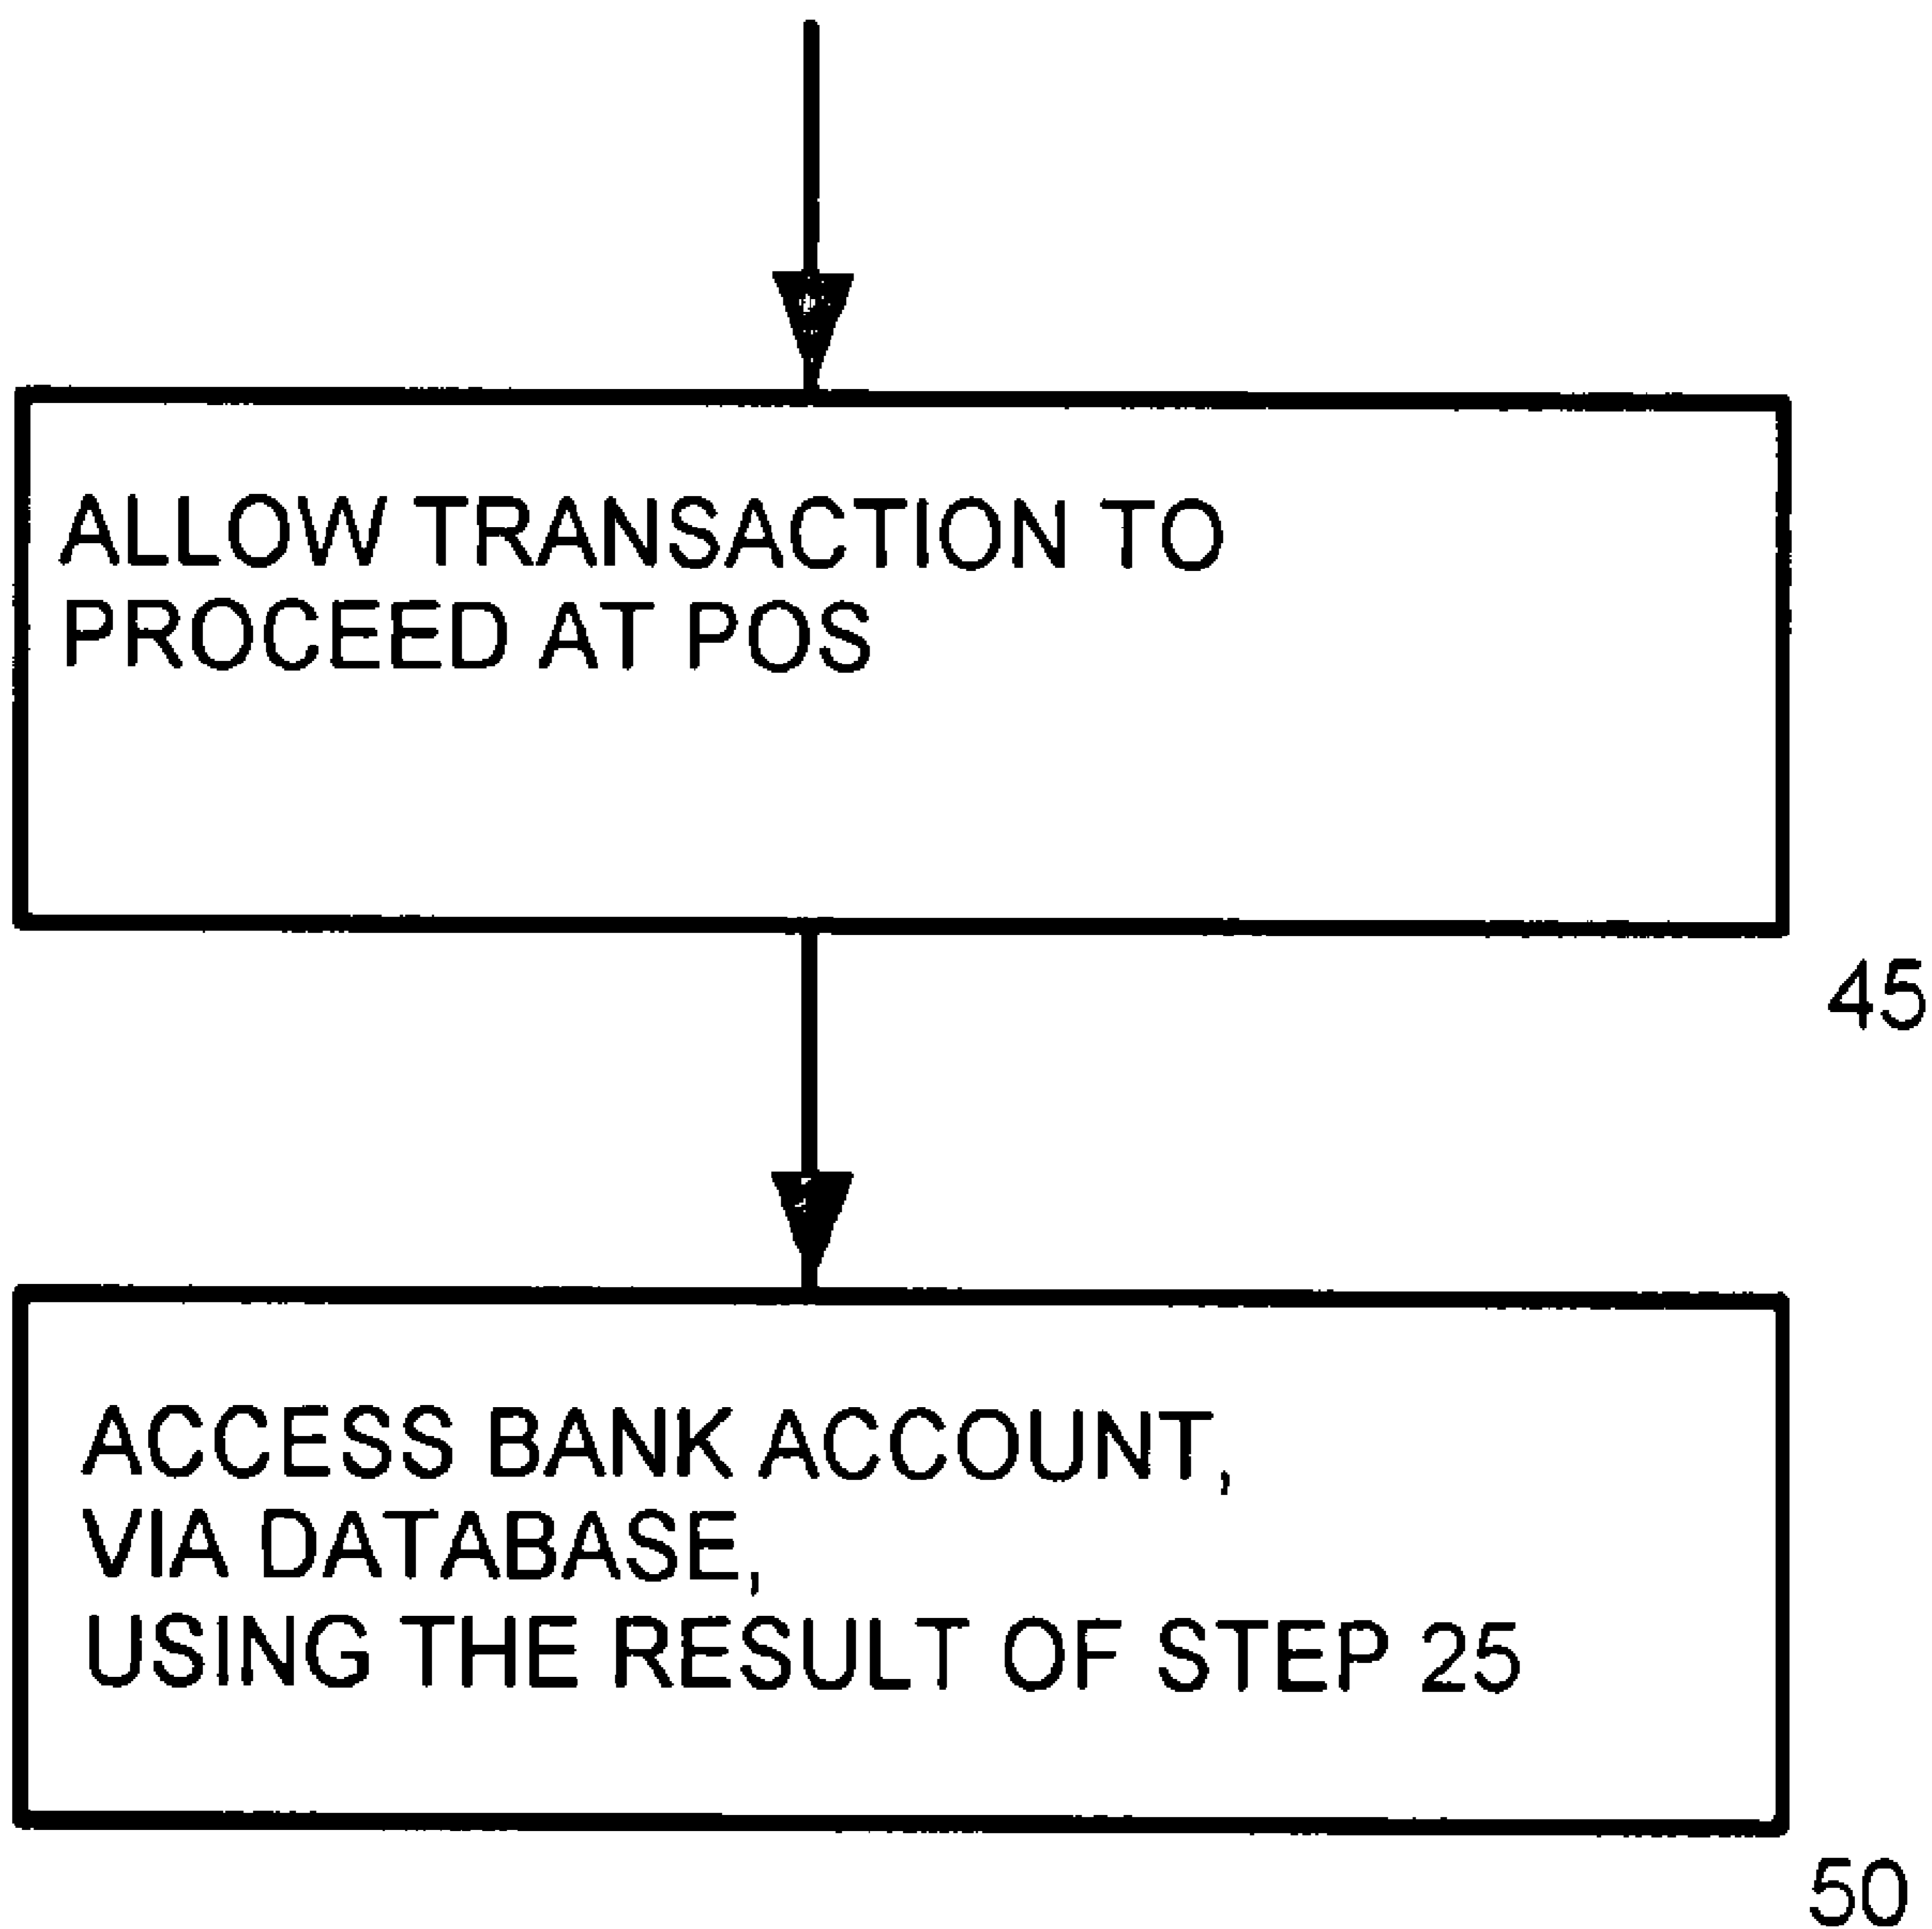 ALLOW TRANSACTION TO
PROCEED AT POS
45
ACCESS BANK ACCOUNT,
VIA DATABASE,
USING THE RESULT OF STEP 25
50